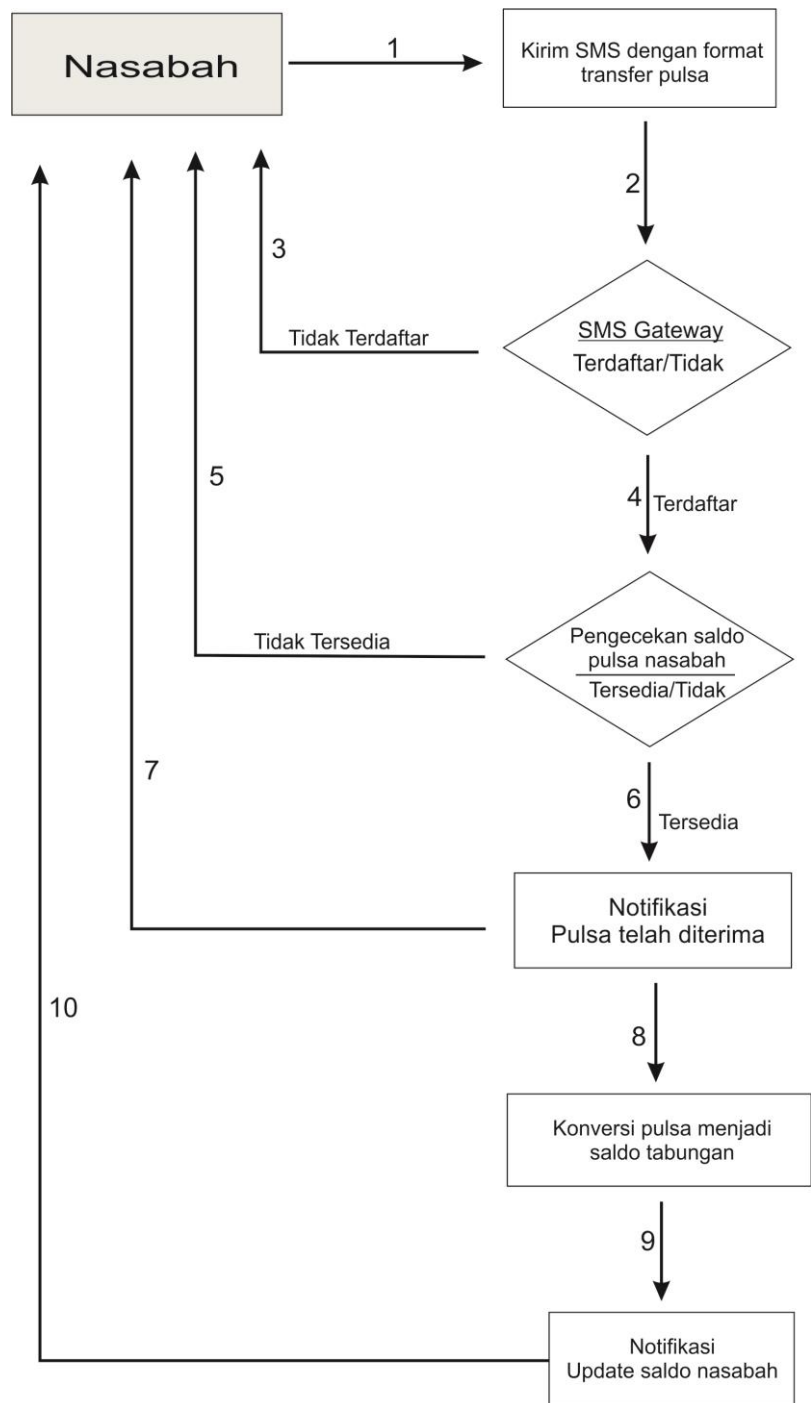 Nasabah
1
Kirim SMS dengan format
transfer pulsa
2
3
Tidak Terdaftar
SMS Gateway
Terdaftar/Tidak
4
Terdaftar
5
Tidak Tersedia
Pengecekan saldo
pulsa nasabah
Tersedia/Tidak
6
Tersedia
7
Notifikasi
Pulsa telah diterima
8
Konversi pulsa menjadi
saldo tabungan
9
10
Notifikasi
Update saldo nasabah